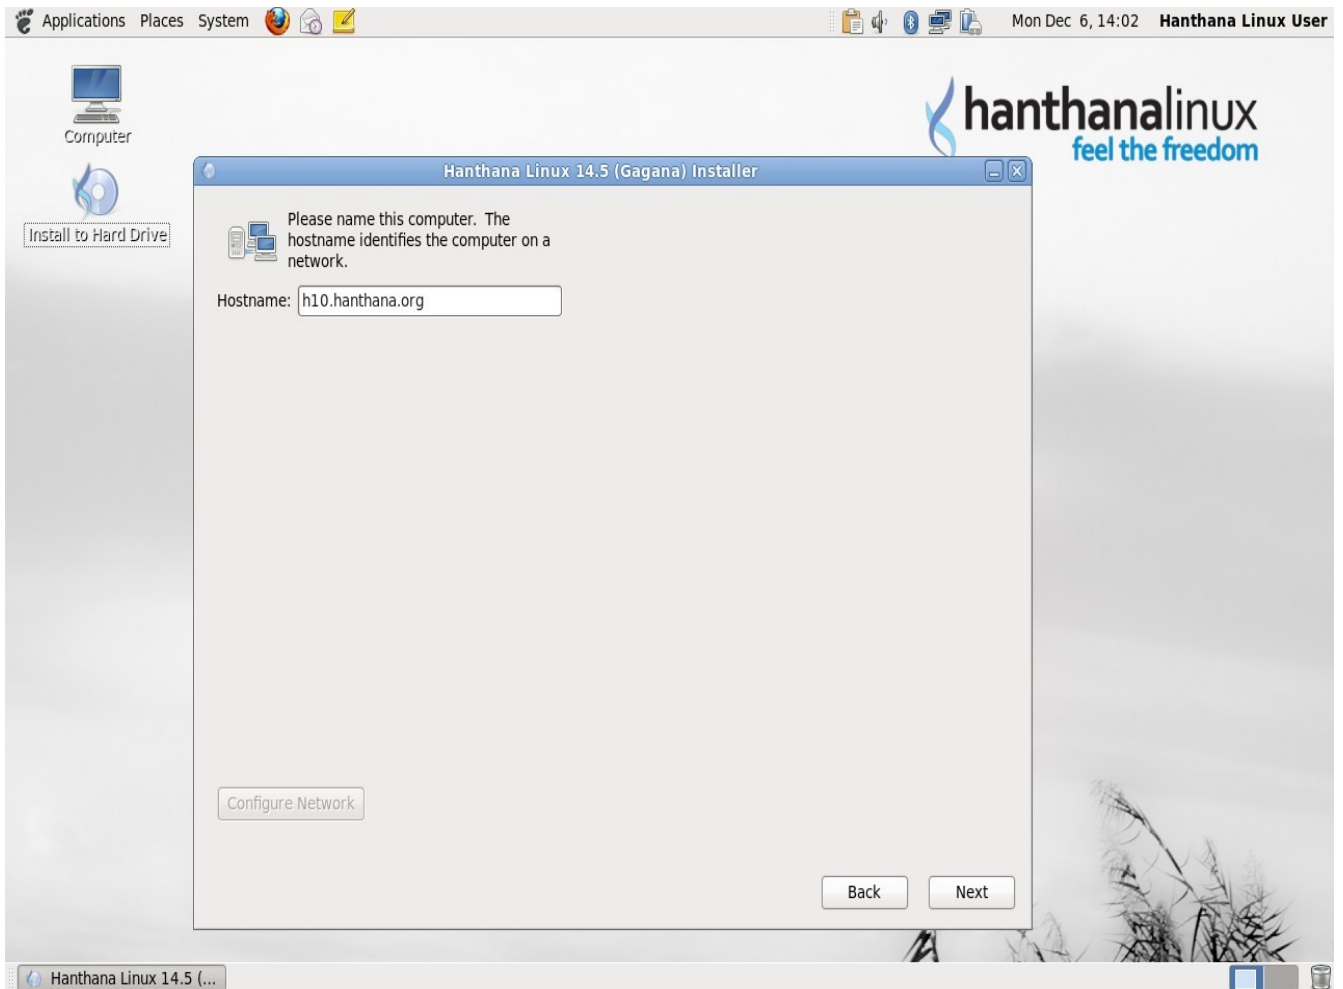 Applications Places System Mon Dec 6, 14:02 Hanthana Linux User
Computer
Install to Hard Drive
hanthanalinux
feel the freedom
Hanthana Linux 14.5 (Gagana) Installer
Please name this computer. The
hostname identifies the computer on a
network.
Hostname: h10.hanthana.org
Configure Network
Back Next
Hanthana Linux 14.5 (...